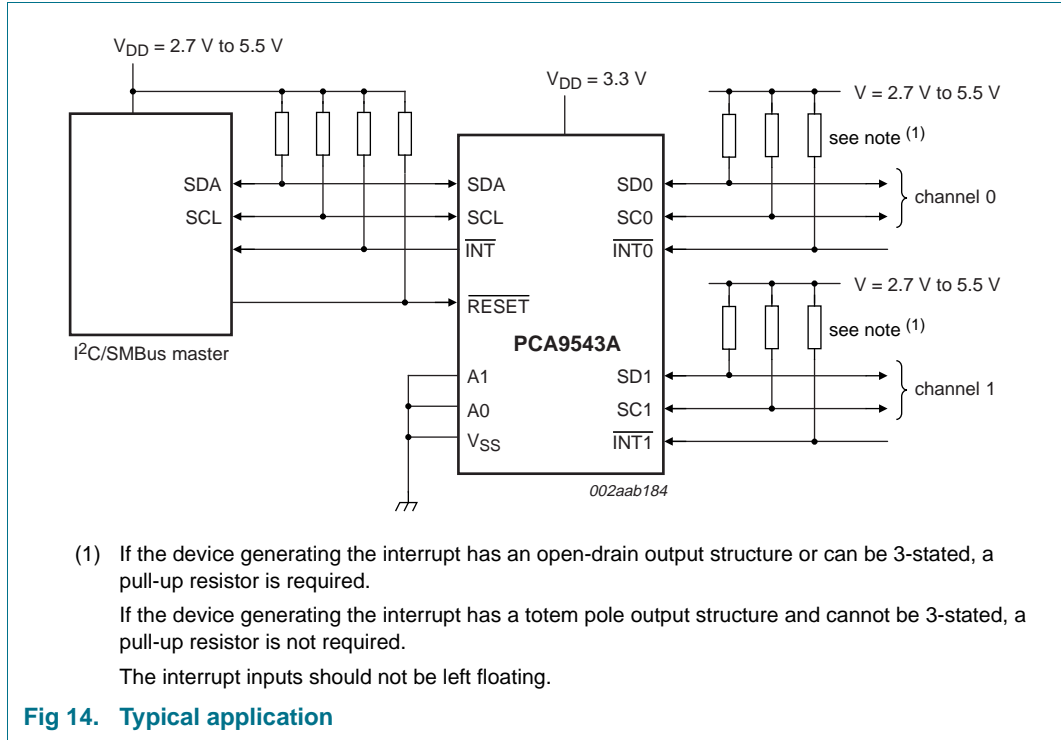 VDD = 2.7 V to 5.5 V
VDD = 3.3 V
V = 2.7 V to 5.5 V
see note (1)
SDA
SCL
SDA
SCL
INT
RESET
PCA9543A
SD0
SC0
INT0
channel 0
V = 2.7 V to 5.5 V
see note (1)
I2C/SMBus master
A1
A0
VSS
SD1
SC1
INT1
channel 1
002aab184
(1) If the device generating the interrupt has an open-drain output structure or can be 3-stated, a
pull-up resistor is required.
If the device generating the interrupt has a totem pole output structure and cannot be 3-stated, a
pull-up resistor is not required.
The interrupt inputs should not be left floating.
Fig 14. Typical application